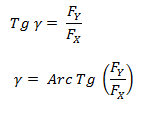 Tg γ = F_Y / F_X
γ = Arc Tg (F_Y / F_X)